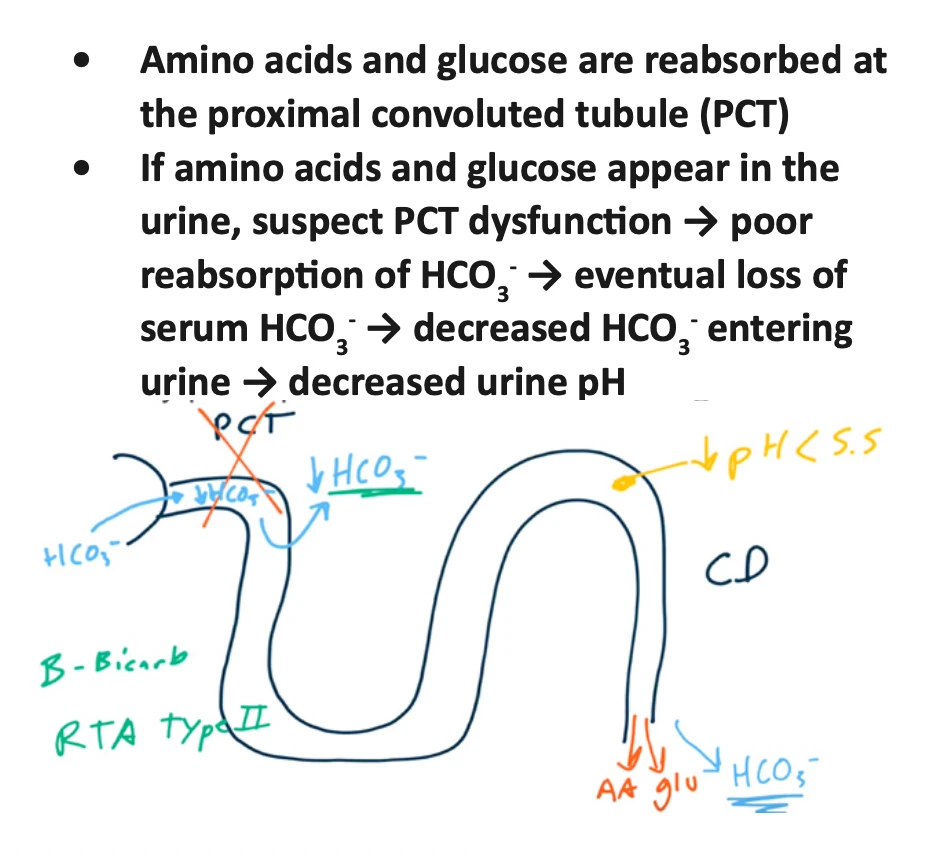 • Amino acids and glucose are reabsorbed at
the proximal convoluted tubule (PCT)
• If amino acids and glucose appear in the
urine, suspect PCT dysfunction → poor
reabsorption of HCO₃⁻ → eventual loss of
serum HCO₃⁻ → decreased HCO₃⁻ entering
urine → decreased urine pH
PCT
↓HCO₃⁻
↓pH<5.5
↓HCO₃⁻
HCO₃⁻
CD
B-Bicarb
RTA Type II
AA glu
HCO₃⁻